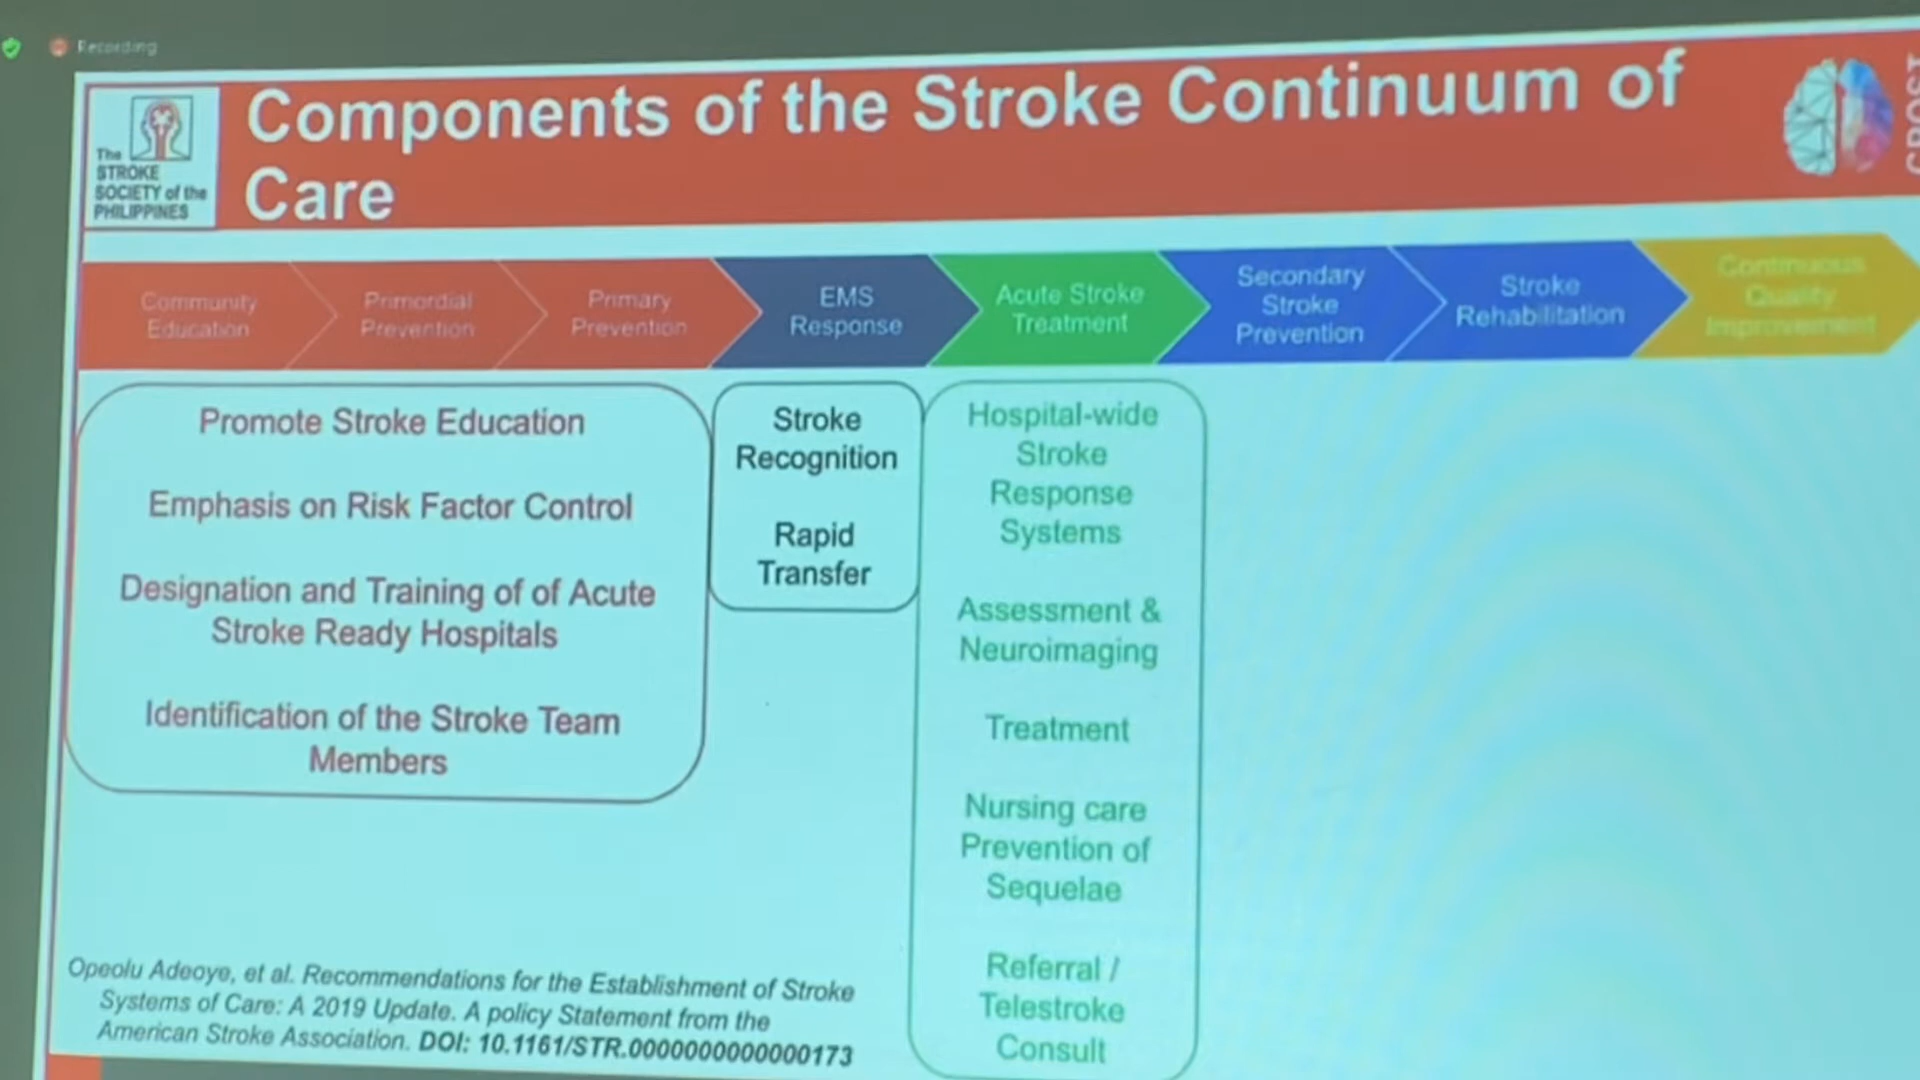 Recording
The
STROKE
SOCIETY of the
PHILIPPINES
Components of the Stroke Continuum of
Care
CROST
Community
Education
Primordial
Prevention
Primary
Prevention
EMS
Response
Acute Stroke
Treatment
Secondary
Stroke
Prevention
Stroke
Rehabilitation
Continuous
Quality
Improvement
Promote Stroke Education
Emphasis on Risk Factor Control
Designation and Training of of Acute
Stroke Ready Hospitals
Identification of the Stroke Team
Members
Stroke
Recognition
Rapid
Transfer
Hospital-wide
Stroke
Response
Systems
Assessment &
Neuroimaging
Treatment
Nursing care
Prevention of
Sequelae
Referral /
Telestroke
Consult
Opeolu Adeoye, et al. Recommendations for the Establishment of Stroke
Systems of Care: A 2019 Update. A policy Statement from the
American Stroke Association. DOI: 10.1161/STR.0000000000000173